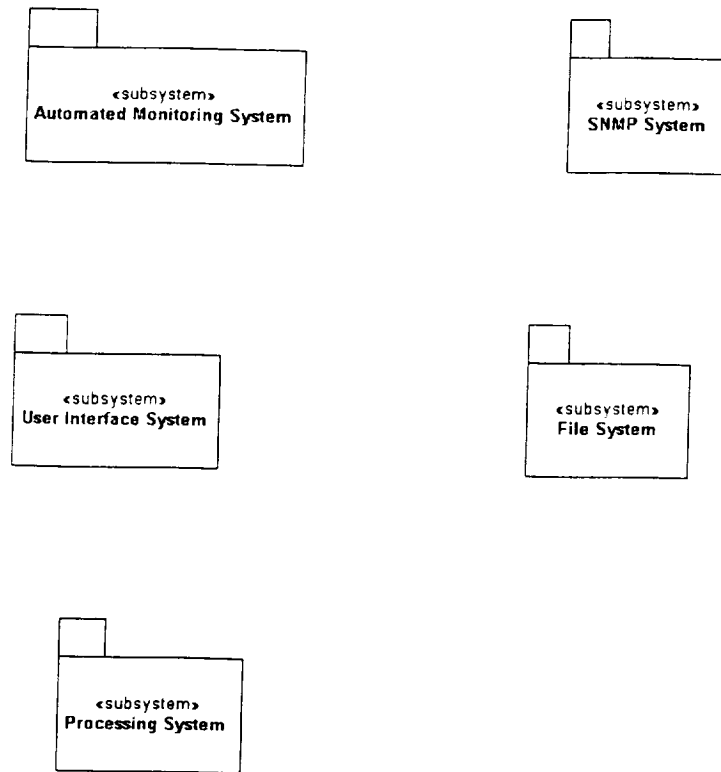 «subsystem»
Automated Monitoring System
«subsystem»
SNMP System
«subsystem»
User Interface System
«subsystem»
File System
«subsystem»
Processing System